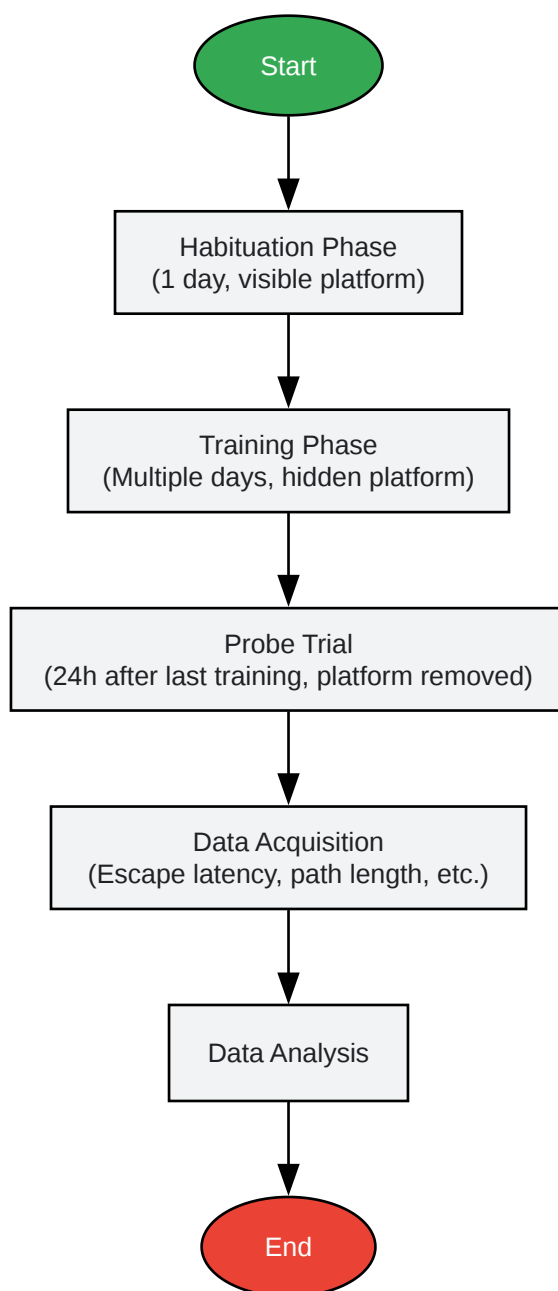 Start
Habituation Phase
(1 day, visible platform)
Training Phase
(Multiple days, hidden platform)
Probe Trial
(24h after last training, platform removed)
Data Acquisition
(Escape latency, path length, etc.)
Data Analysis
End